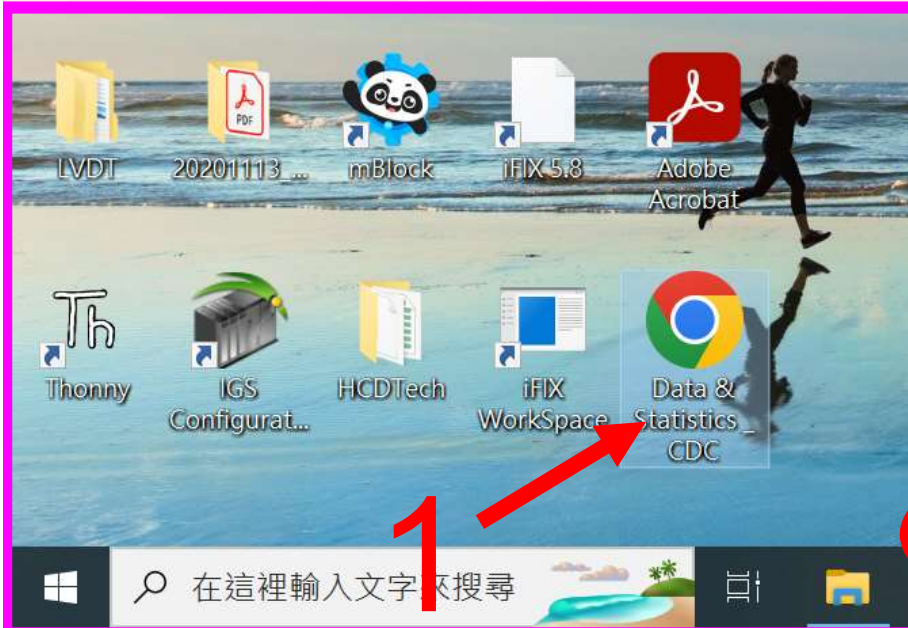 PDF
LVDT
20201113_...
mBlock
iFIX 5.8
Adobe
Acrobat
Th
Thonny
IGS
Configurat...
HCDTech
iFIX
WorkSpace
Data &
Statistics _
CDC
1
在這裡輸入文字來搜尋